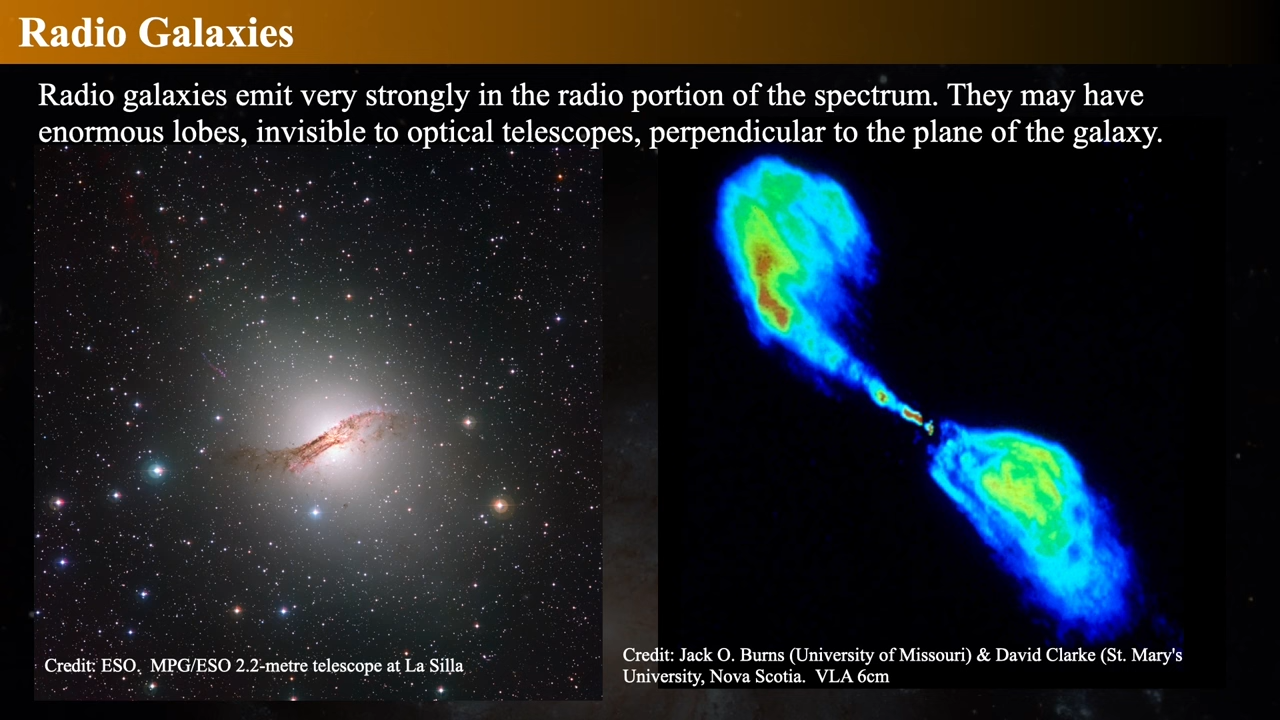 Radio Galaxies
Radio galaxies emit very strongly in the radio portion of the spectrum. They may have
enormous lobes, invisible to optical telescopes, perpendicular to the plane of the galaxy.
Credit: ESO.  MPG/ESO 2.2-metre telescope at La Silla
Credit: Jack O. Burns (University of Missouri) & David Clarke (St. Mary's
University, Nova Scotia.  VLA 6cm